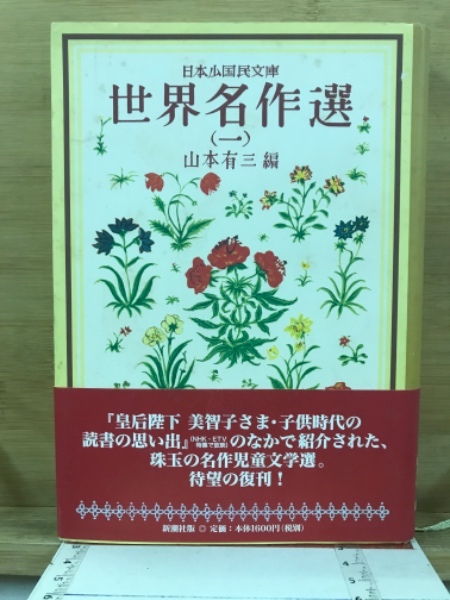 日本少国民文庫
世界名作選
(一)
山本有三 編
『皇后陛下 美智子さま・子供時代の
読書の思い出』(NHK・ETV特集で放映)のなかで紹介された、
珠玉の名作児童文学選。
待望の復刊！
新潮社版 ◎ 定価：本体1600円(税別)